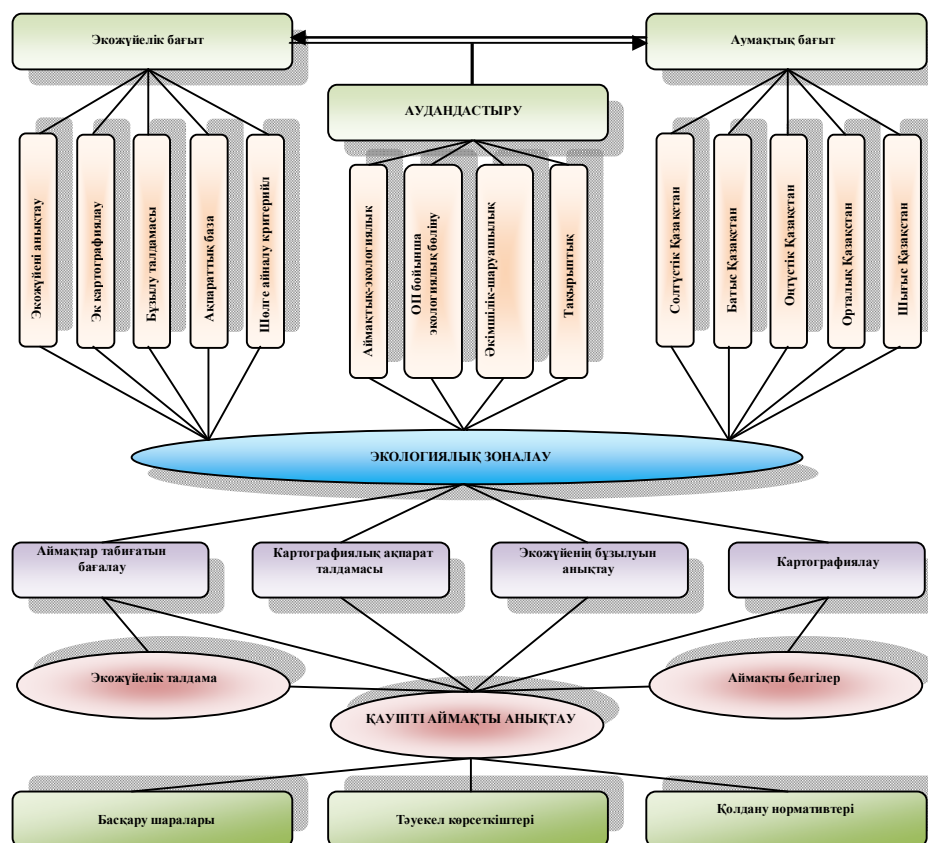 Экожүйелік бағыт
Аумақтық бағыт
АУДАНДАСТЫРУ
Экожүйені анықтау
Эк картографиялау
Бұзылу талдамасы
Ақпараттық база
Шөлге айналу критерийл
Аймақтық-экологиялық
ОП бойынша
экологиялық бөліну
Әкімшілік-шаруашылық
Тақырыптық
Солтүстік Қазақстан
Батыс Қазақстан
Оңтүстік Қазақстан
Орталық Қазақстан
Шығыс Қазақстан
ЭКОЛОГИЯЛЫҚ ЗОНАЛАУ
Аймақтар табиғатын
бағалау
Картографиялық ақпарат
талдамасы
Экожүйенің бұзылуын
анықтау
Картографиялау
Экожүйелік талдама
Аймақты белгілер
ҚАУІПТІ АЙМАҚТЫ АНЫҚТАУ
Басқару шаралары
Тәуекел көрсеткіштері
Қолдану нормативтері